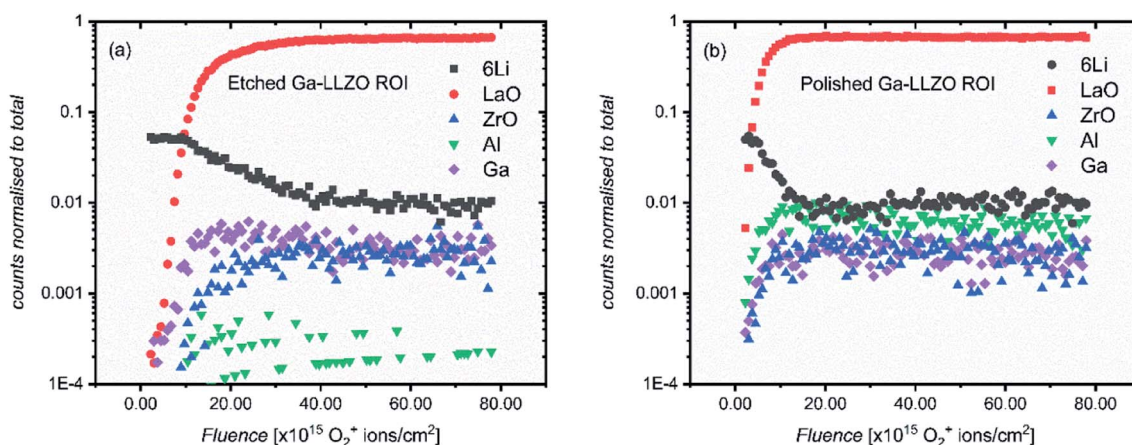 (a)
Etched Ga-LLZO ROI
6Li
LaO
ZrO
Al
Ga
counts normalised to total
1
0.1
0.01
0.001
1E-4
0.00 20.00 40.00 60.00 80.00
Fluence [x10¹⁵ O₂⁺ ions/cm²]
(b)
Polished Ga-LLZO ROI
6Li
LaO
ZrO
Al
Ga
counts normalised to total
1
0.1
0.01
0.001
1E-4
0.00 20.00 40.00 60.00 80.00
Fluence [x10¹⁵ O₂⁺ ions/cm²]